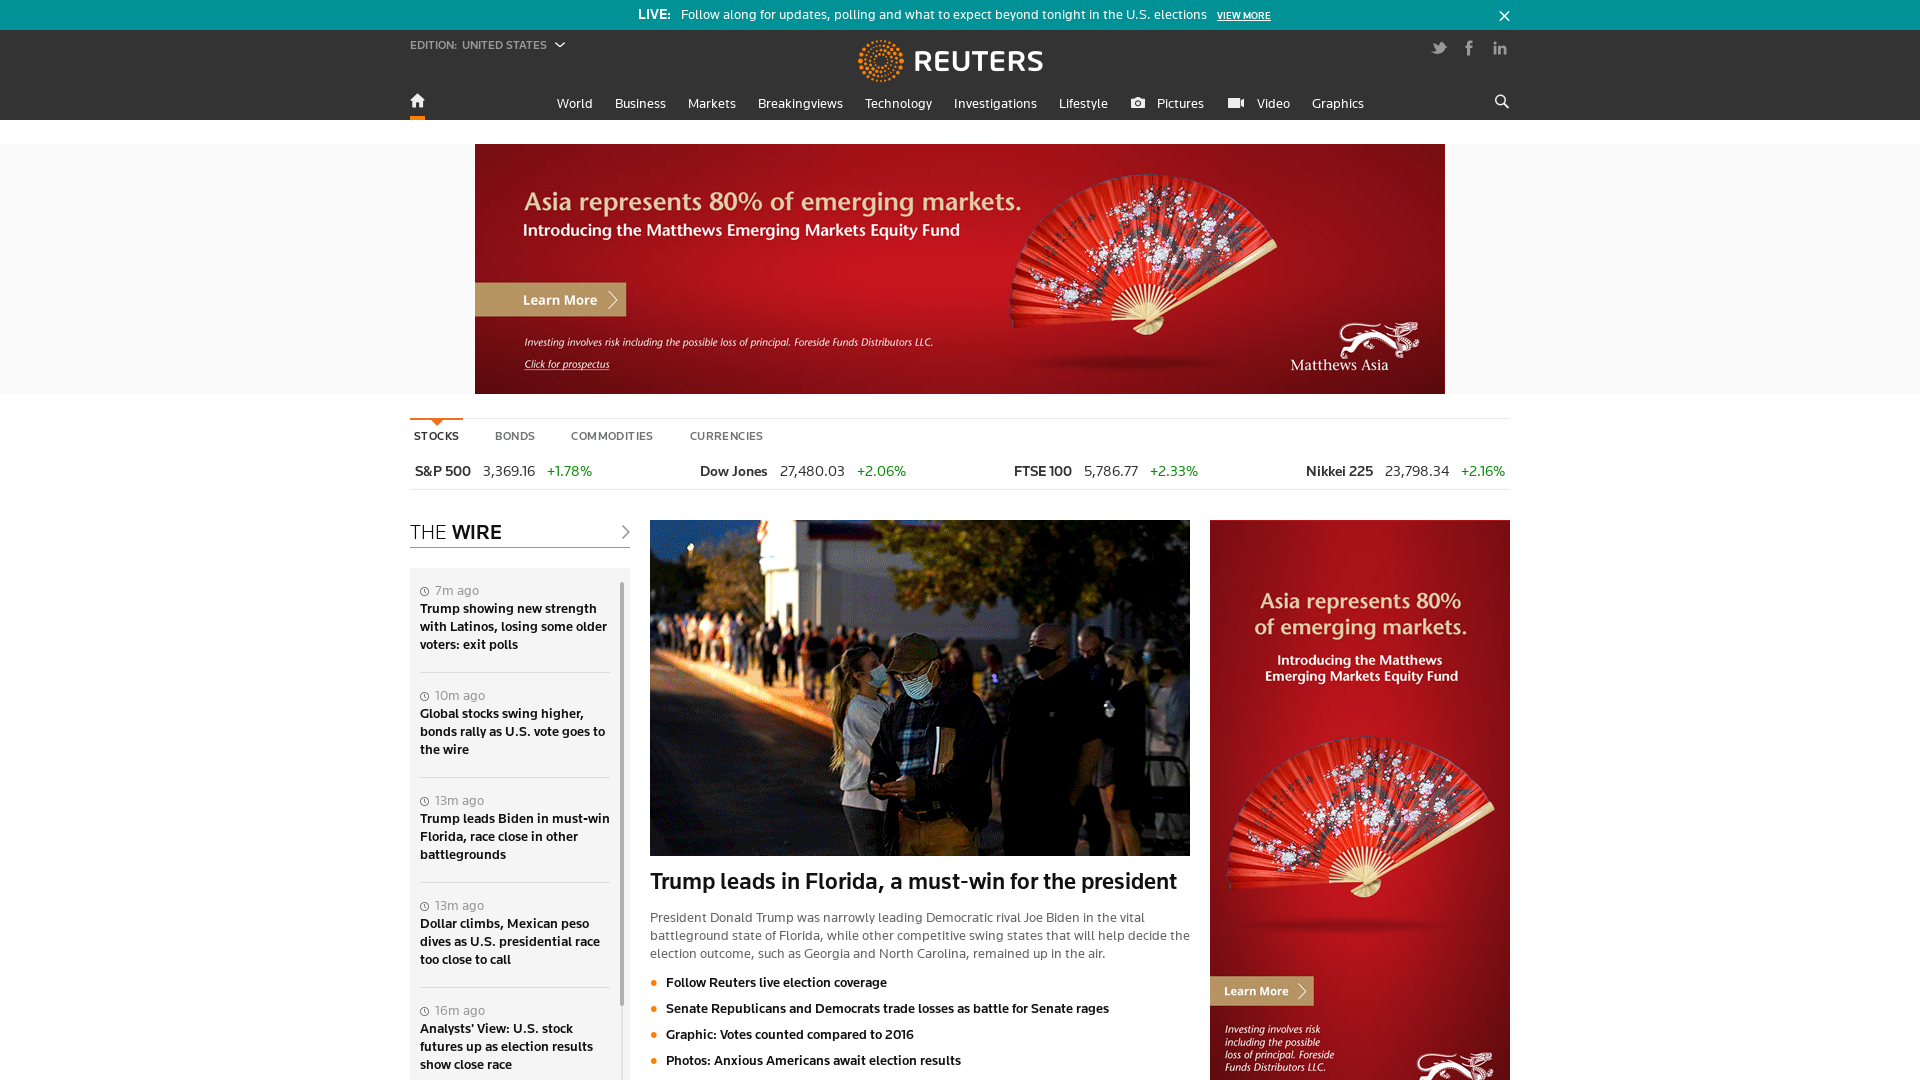 LIVE: Follow along for updates, polling and what to expect beyond tonight in the U.S. elections VIEW MORE
EDITION: UNITED STATES
REUTERS
World Business Markets Breakingviews Technology Investigations Lifestyle Pictures Video Graphics
Asia represents 80% of emerging markets.
Introducing the Matthews Emerging Markets Equity Fund
Learn More
Investing involves risk including the possible loss of principal. Foreside Funds Distributors LLC.
Click for prospectus
Matthews Asia
STOCKS BONDS COMMODITIES CURRENCIES
S&P 500 3,369.16 +1.78% Dow Jones 27,480.03 +2.06% FTSE 100 5,786.77 +2.33% Nikkei 225 23,798.34 +2.16%
THE WIRE
7m ago
Trump showing new strength
with Latinos, losing some older
voters: exit polls
10m ago
Global stocks swing higher,
bonds rally as U.S. vote goes to
the wire
13m ago
Trump leads Biden in must-win
Florida, race close in other
battlegrounds
13m ago
Dollar climbs, Mexican peso
dives as U.S. presidential race
too close to call
16m ago
Analysts' View: U.S. stock
futures up as election results
show close race
Trump leads in Florida, a must-win for the president
President Donald Trump was narrowly leading Democratic rival Joe Biden in the vital
battleground state of Florida, while other competitive swing states that will help decide the
election outcome, such as Georgia and North Carolina, remained up in the air.
Follow Reuters live election coverage
Senate Republicans and Democrats trade losses as battle for Senate rages
Graphic: Votes counted compared to 2016
Photos: Anxious Americans await election results
Asia represents 80%
of emerging markets.
Introducing the Matthews
Emerging Markets Equity Fund
Learn More
Investing involves risk
including the possible
loss of principal. Foreside
Funds Distributors LLC.